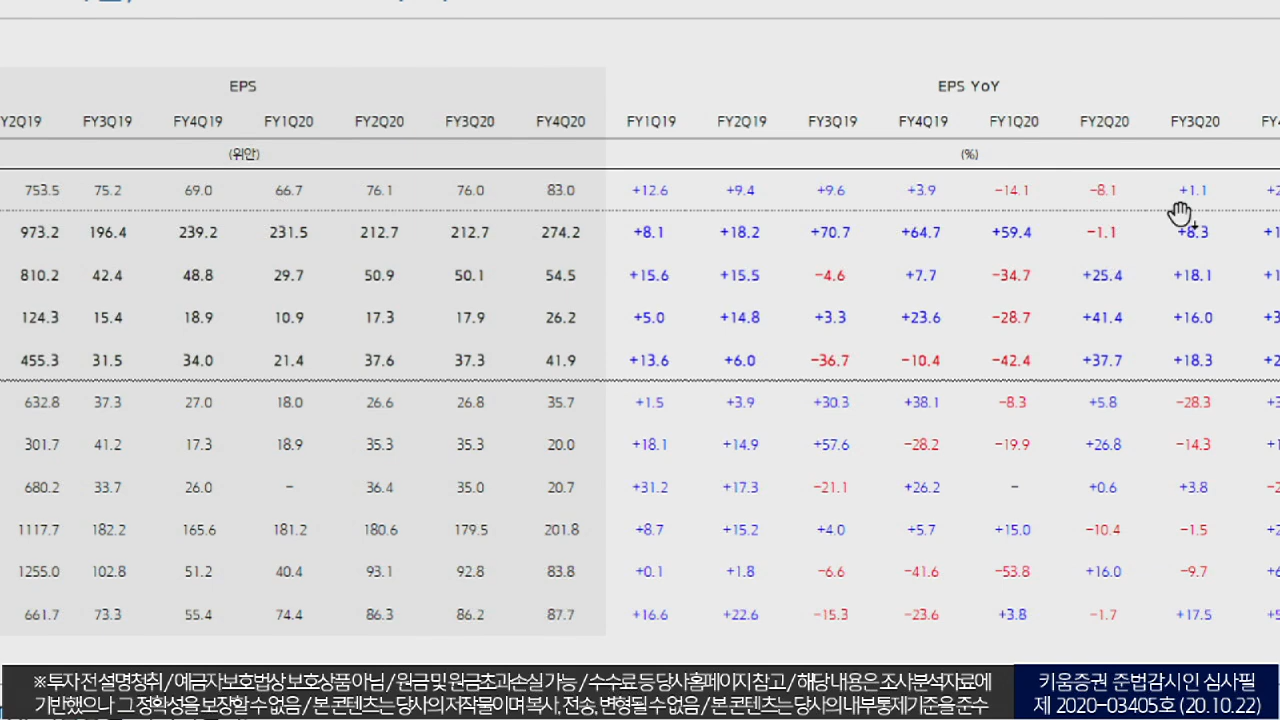 EPS EPS YoY
Y2Q19 FY3Q19 FY4Q19 FY1Q20 FY2Q20 FY3Q20 FY4Q20 FY1Q19 FY2Q19 FY3Q19 FY4Q19 FY1Q20 FY2Q20 FY3Q20
(위안) (%)
753.5 75.2 69.0 66.7 76.1 76.0 83.0 +12.6 +9.4 +9.6 +3.9 −14.1 −8.1 +1.1
973.2 196.4 239.2 231.5 212.7 212.7 274.2 +8.1 +18.2 +70.7 +64.7 +59.4 −1.1 +8.3
810.2 42.4 48.8 29.7 50.9 50.1 54.5 +15.6 +15.5 −4.6 +7.7 −34.7 +25.4 +18.1
124.3 15.4 18.9 10.9 17.3 17.9 26.2 +5.0 +14.8 +3.3 +23.6 −28.7 +41.4 +16.0
455.3 31.5 34.0 21.4 37.6 37.3 41.9 +13.6 +6.0 −36.7 −10.4 −42.4 +37.7 +18.3
632.8 37.3 27.0 18.0 26.6 26.8 35.7 +1.5 +3.9 +30.3 +38.1 −8.3 +5.8 −28.3
301.7 41.2 17.3 18.9 35.3 35.3 20.0 +18.1 +14.9 +57.6 −28.2 −19.9 +26.8 −14.3
680.2 33.7 26.0 − 36.4 35.0 20.7 +31.2 +17.3 −21.1 +26.2 − +0.6 +3.8
1117.7 182.2 165.6 181.2 180.6 179.5 201.8 +8.7 +15.2 +4.0 +5.7 +15.0 −10.4 −1.5
1255.0 102.8 51.2 40.4 93.1 92.8 83.8 +0.1 +1.8 −6.6 −41.6 −53.8 +16.0 −9.7
661.7 73.3 55.4 74.4 86.3 86.2 87.7 +16.6 +22.6 −15.3 −23.6 +3.8 −1.7 +17.5
※ 투자 전 설명청취 / 예금자보호법상 보호상품 아님 / 원금 및 원금초과손실 가능 / 수수료 등 당사 홈페이지 참고 / 해당 내용은 조사분석자료에
기반했으나, 그 정확성을 보장할 수 없음 / 본 콘텐츠는 당사의 저작물이며 복사, 전송, 변형될 수 없음 / 본 콘텐츠는 당사의 내부통제기준을 준수
키움증권 준법감시인 심사필
제 2020-03405호 (20.10.22)